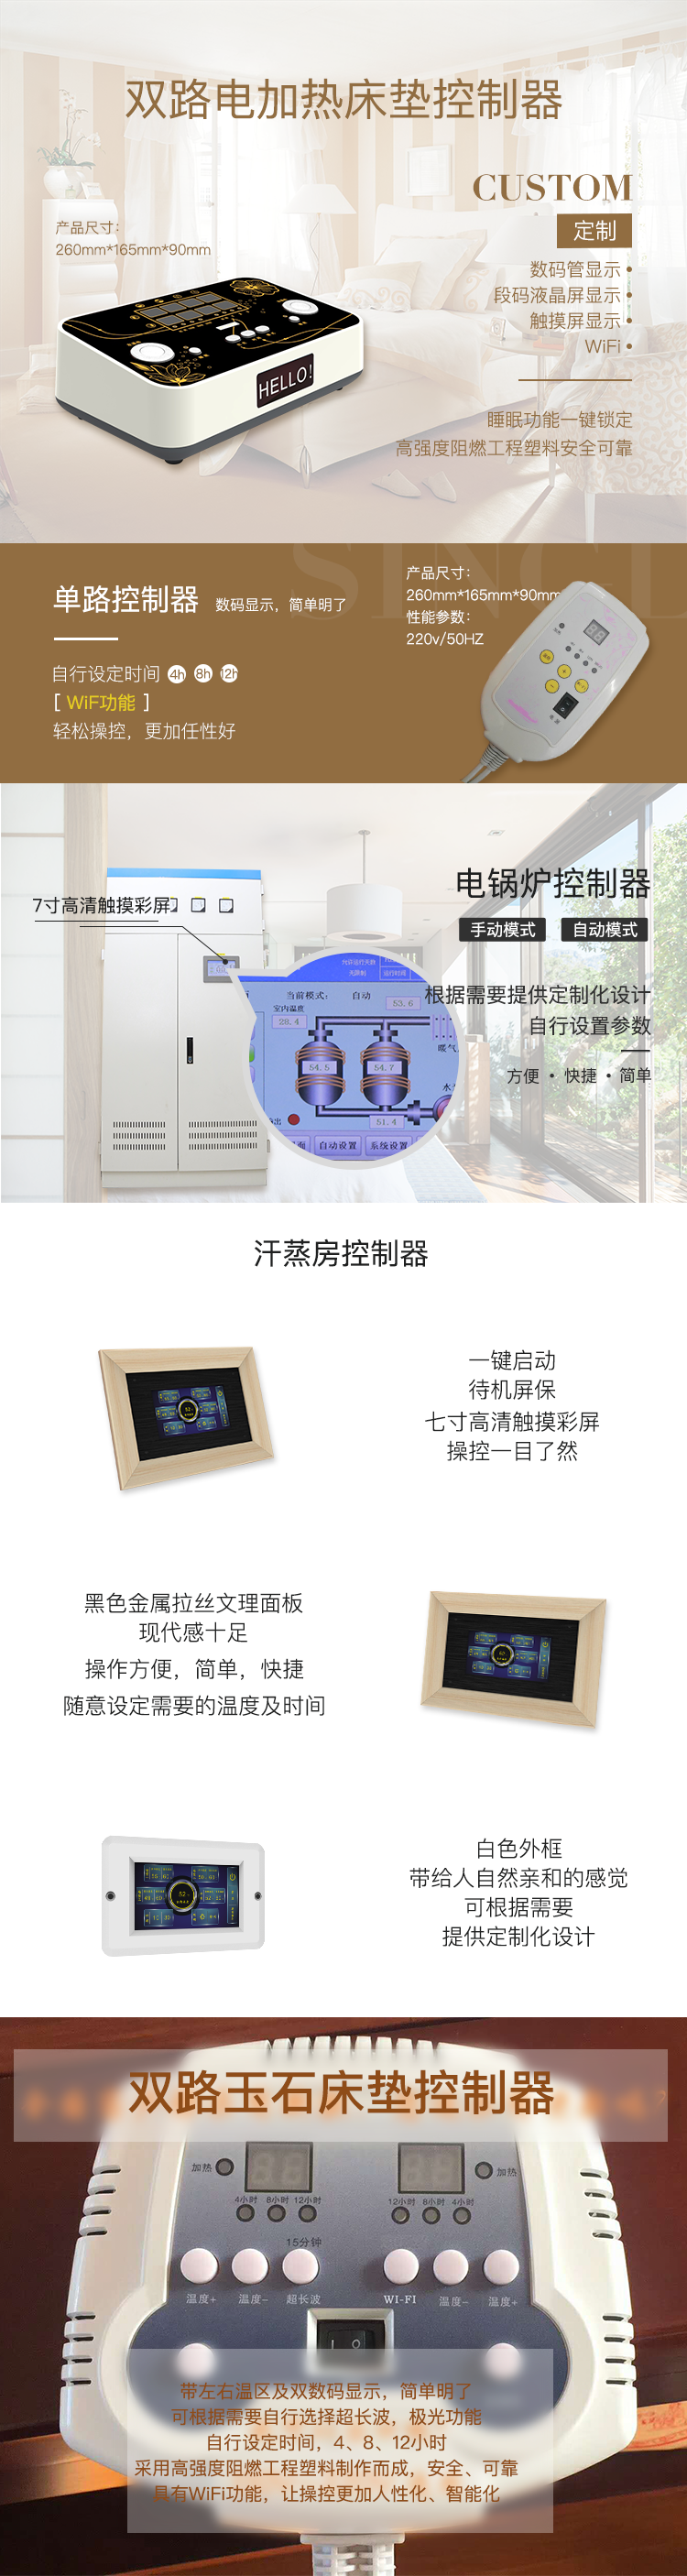 双路电加热床垫控制器
CUSTOM
定制
产品尺寸:
260mm*165mm*90mm
数码管显示 •
段码液晶屏显示 •
触摸屏显示 •
WiFi •
HELLO!
睡眠功能一键锁定
高强度阻燃工程塑料安全可靠
SINGL
单路控制器 数码显示，简单明了
产品尺寸:
260mm*165mm*90mm
性能参数:
220v/50HZ
自行设定时间 4h 8h 12h
[ WiF功能 ]
轻松操控，更加任性好
电锅炉控制器
7寸高清触摸彩屏
手动模式 自动模式
当前模式： 自动
室内温度
28.4
53.6
54.5
54.7
51.4
暖气
自动设置 系统设置
根据需要提供定制化设计
自行设置参数
方便 • 快捷 • 简单
汗蒸房控制器
一键启动
待机屏保
七寸高清触摸彩屏
操控一目了然
黑色金属拉丝文理面板
现代感十足
操作方便，简单，快捷
随意设定需要的温度及时间
白色外框
带给人自然亲和的感觉
可根据需要
提供定制化设计
双路玉石床垫控制器
加热 加热
4小时 8小时 12小时 12小时 8小时 4小时
15分钟
温度+ 温度- 超长波 WI-FI 温度- 温度+
带左右温区及双数码显示，简单明了
可根据需要自行选择超长波，极光功能
自行设定时间，4、8、12小时
采用高强度阻燃工程塑料制作而成，安全、可靠
具有WiFi功能，让操控更加人性化、智能化